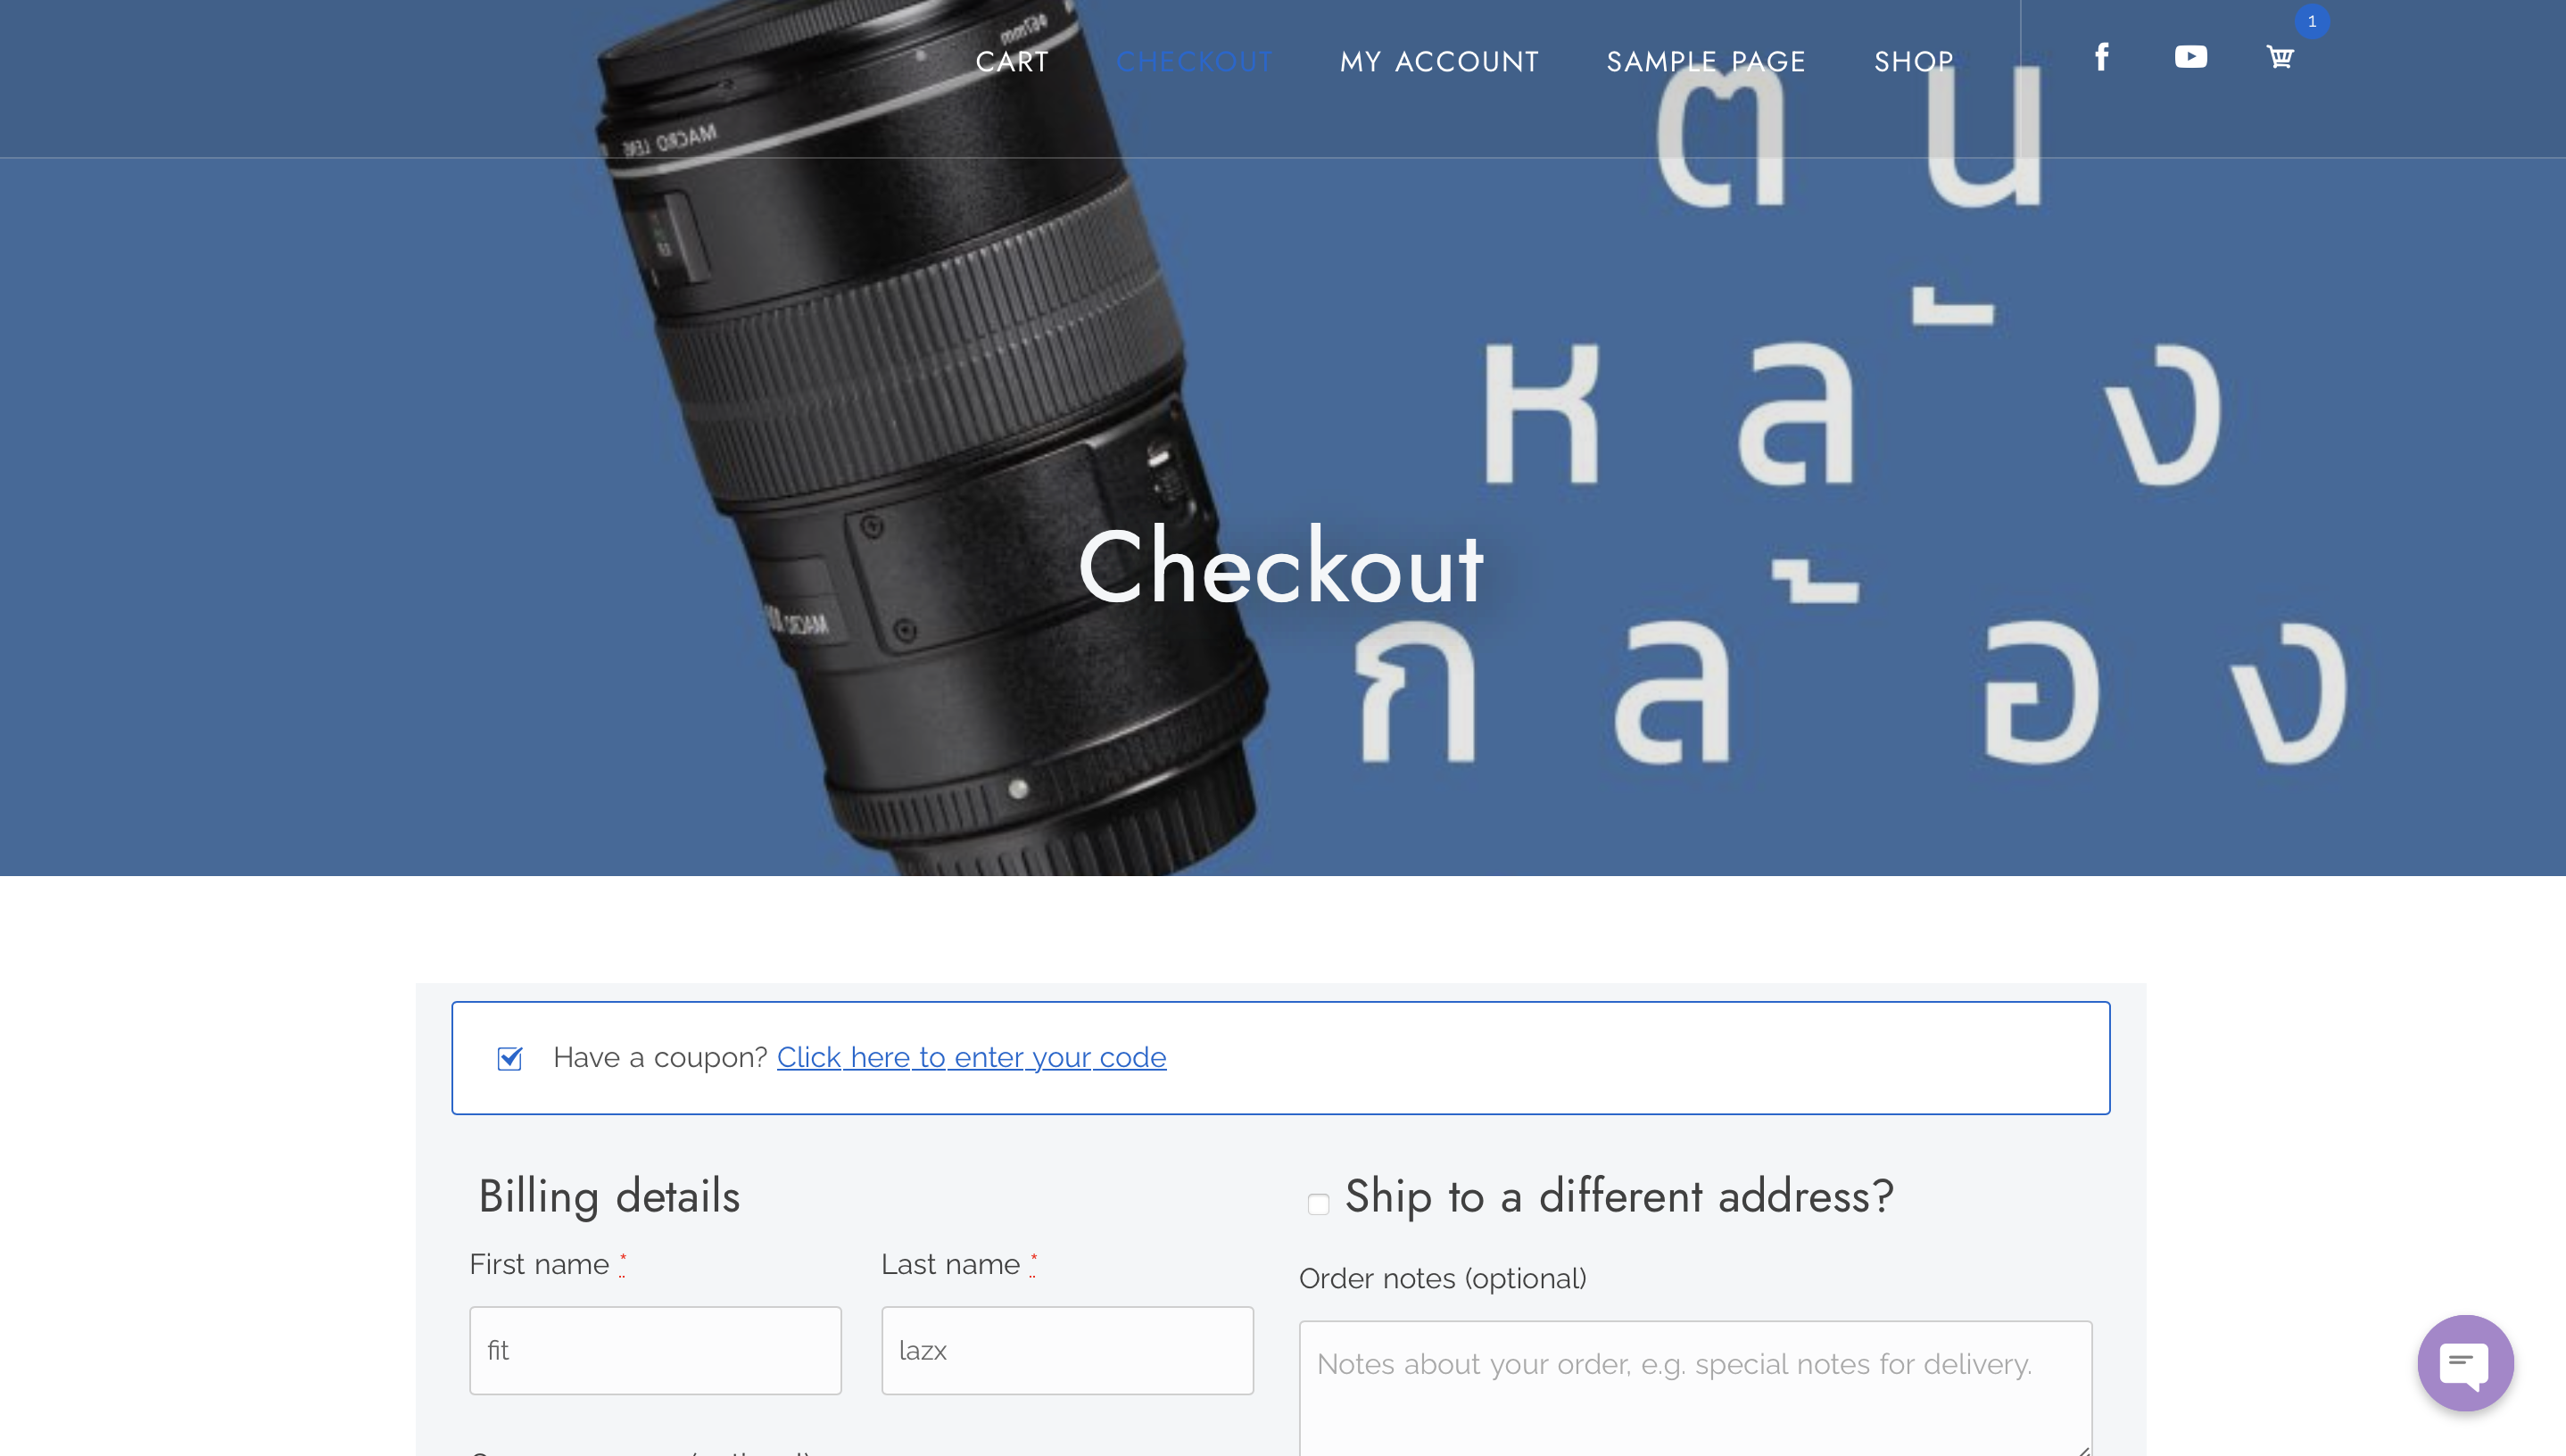 CART CHECKOUT MY ACCOUNT SAMPLE PAGE SHOP 1
MACRO LENS
ตน
หลัง
กล้อง
MACRO
Checkout
Have a coupon? Click here to enter your code
Billing details
First name *
Last name *
fit
lazx
Ship to a different address?
Order notes (optional)
Notes about your order, e.g. special notes for delivery.